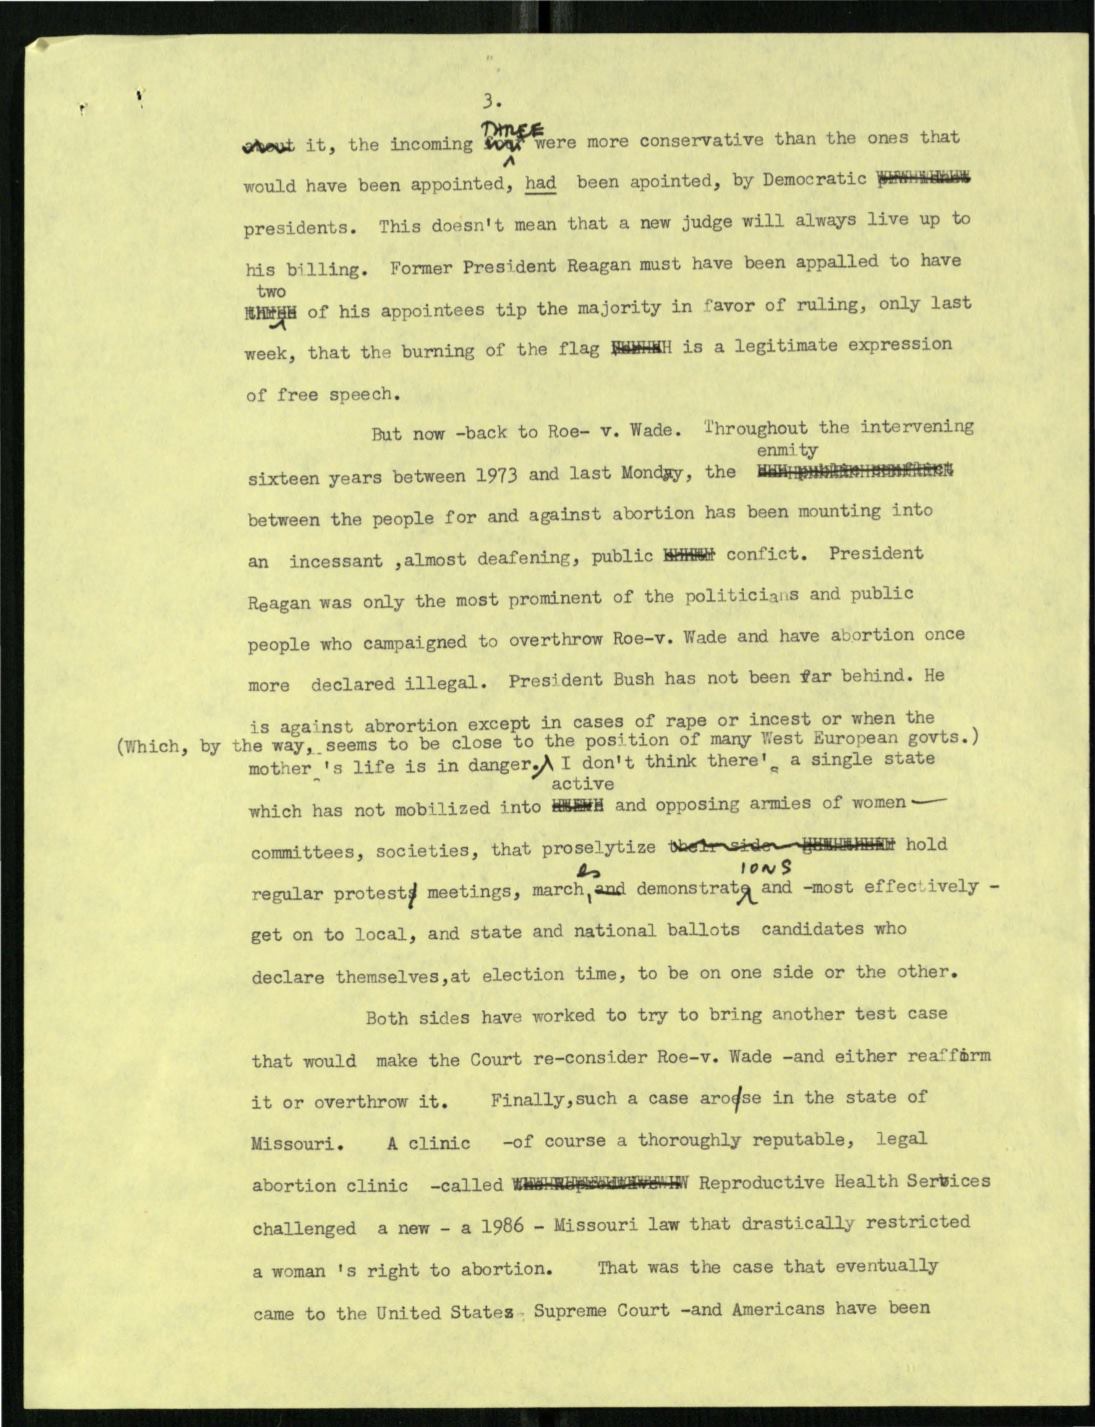 3.
THREE
about it, the incoming four were more conservative than the ones that
would have been appointed, had been apointed, by Democratic
presidents. This doesn't mean that a new judge will always live up to
his billing. Former President Reagan must have been appalled to have
two
of his appointees tip the majority in favor of ruling, only last
week, that the burning of the flag is a legitimate expression
of free speech.
But now -back to Roe- v. Wade. Throughout the intervening
enmity
sixteen years between 1973 and last Monday, the public conflict
between the people for and against abortion has been mounting into
an incessant ,almost deafening, public confict. President
Reagan was only the most prominent of the politicians and public
people who campaigned to overthrow Roe-v. Wade and have abortion once
more declared illegal. President Bush has not been far behind. He
is against abrortion except in cases of rape or incest or when the
(Which, by the way, seems to be close to the position of many West European govts.)
mother 's life is in danger. I don't think there's a single state
active
which has not mobilized into and opposing armies of women —
committees, societies, that proselytize their side hold
es IONS
regular protest meetings, march, and demonstrate and -most effectively -
get on to local, and state and national ballots candidates who
declare themselves,at election time, to be on one side or the other.
Both sides have worked to try to bring another test case
that would make the Court re-consider Roe-v. Wade -and either reaffirm
it or overthrow it. Finally,such a case arose in the state of
Missouri. A clinic -of course a thoroughly reputable, legal
abortion clinic -called Reproductive Health Services
challenged a new - a 1986 - Missouri law that drastically restricted
a woman 's right to abortion. That was the case that eventually
came to the United States Supreme Court -and Americans have been